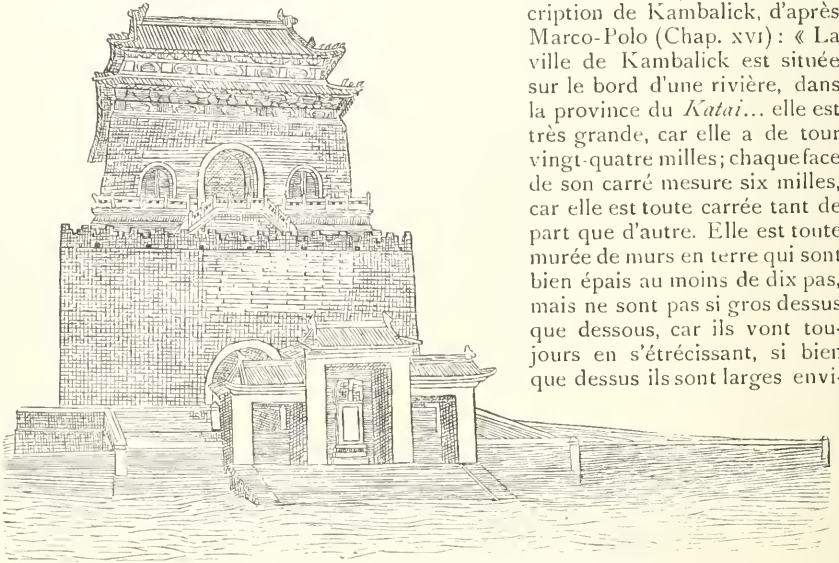 cription de Kambalick, d'après
Marco-Polo (Chap. XVI) : « La
ville de Kambalick est située
sur le bord d'une rivière, dans
la province du Katai... elle est
très grande, car elle a de tour
vingt-quatre milles; chaque face
de son carré mesure six milles,
car elle est toute carrée tant de
part que d'autre. Elle est toute
murée de murs en terre qui sont
bien épais au moins de dix pas,
mais ne sont pas si gros dessus
que dessous, car ils vont tou-
jours en s'étrécissant, si bien
que dessus ils sont larges envi-